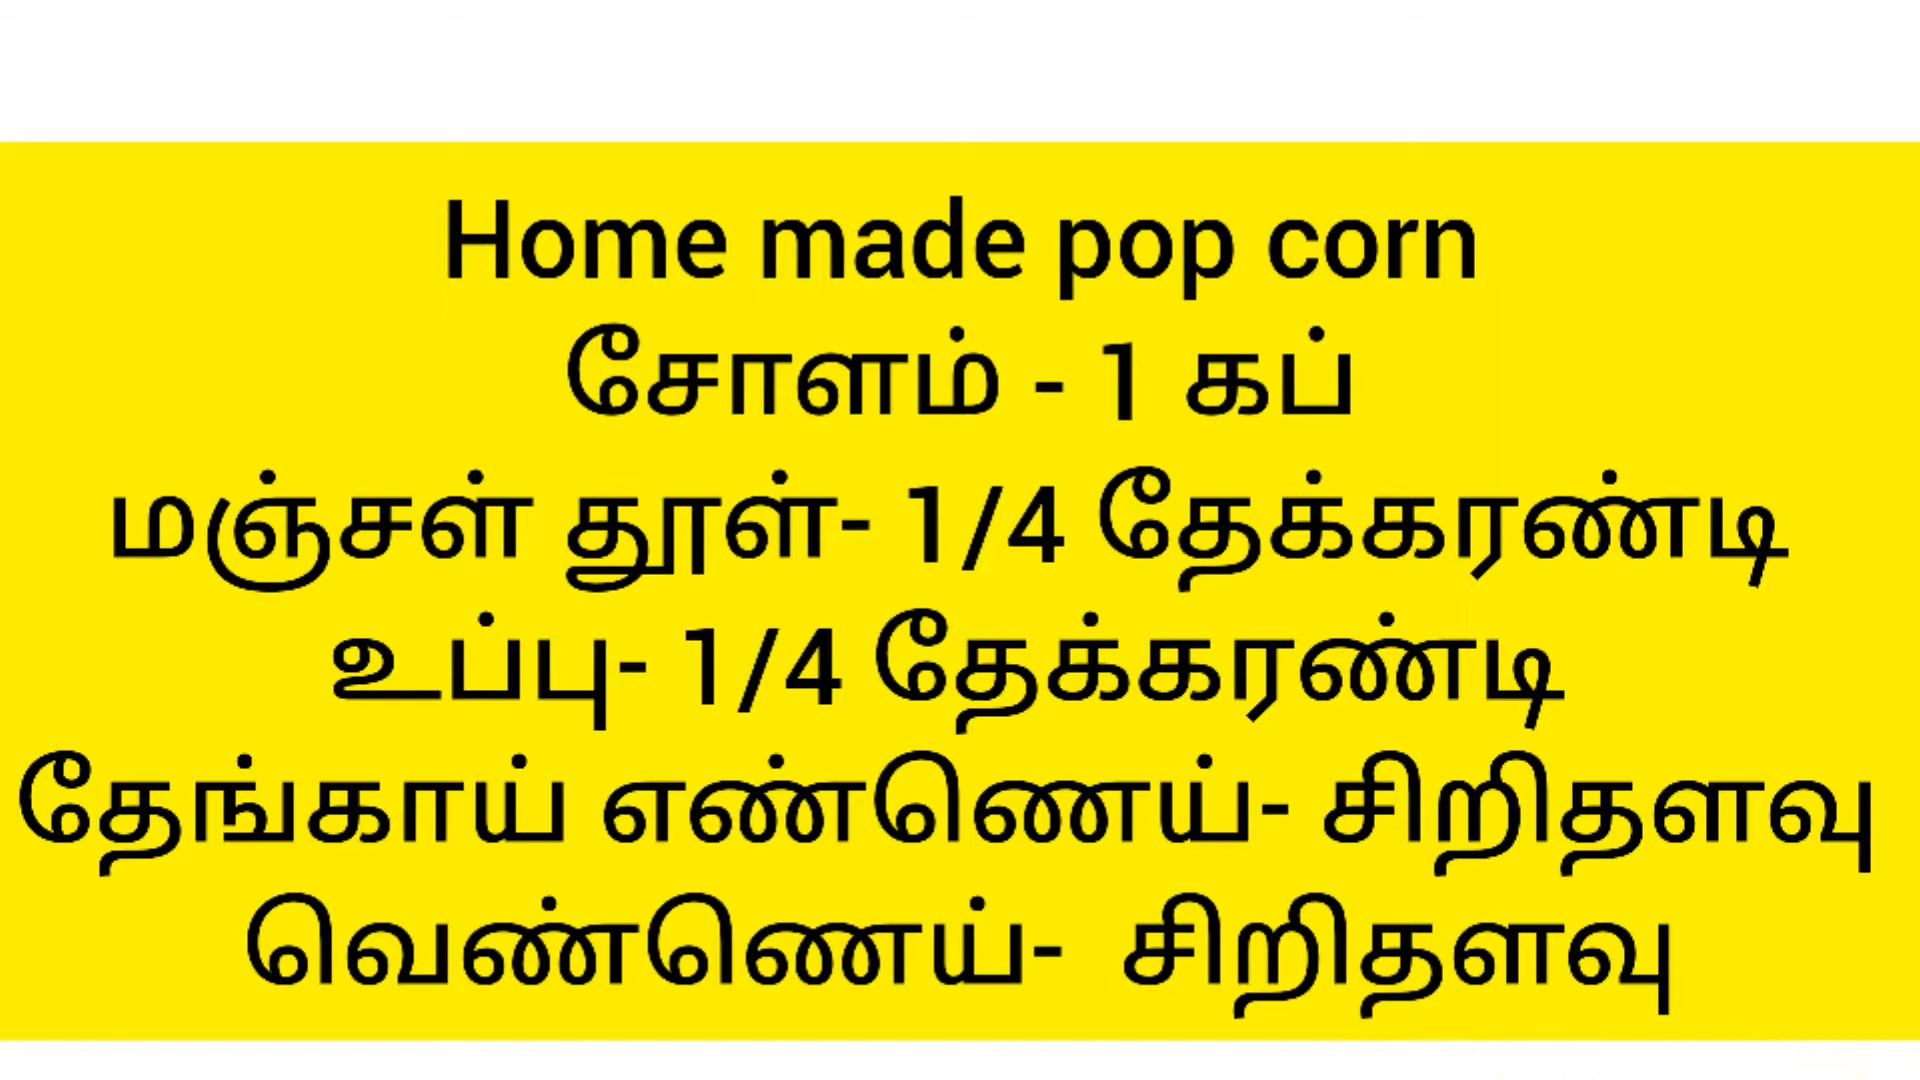 Home made pop corn
சோளம் - 1 கப்
மஞ்சள் தூள்- 1/4 தேக்கரண்டி
உப்பு- 1/4 தேக்கரண்டி
தேங்காய் எண்ணெய்- சிறிதளவு
வெண்ணெய்- சிறிதளவு